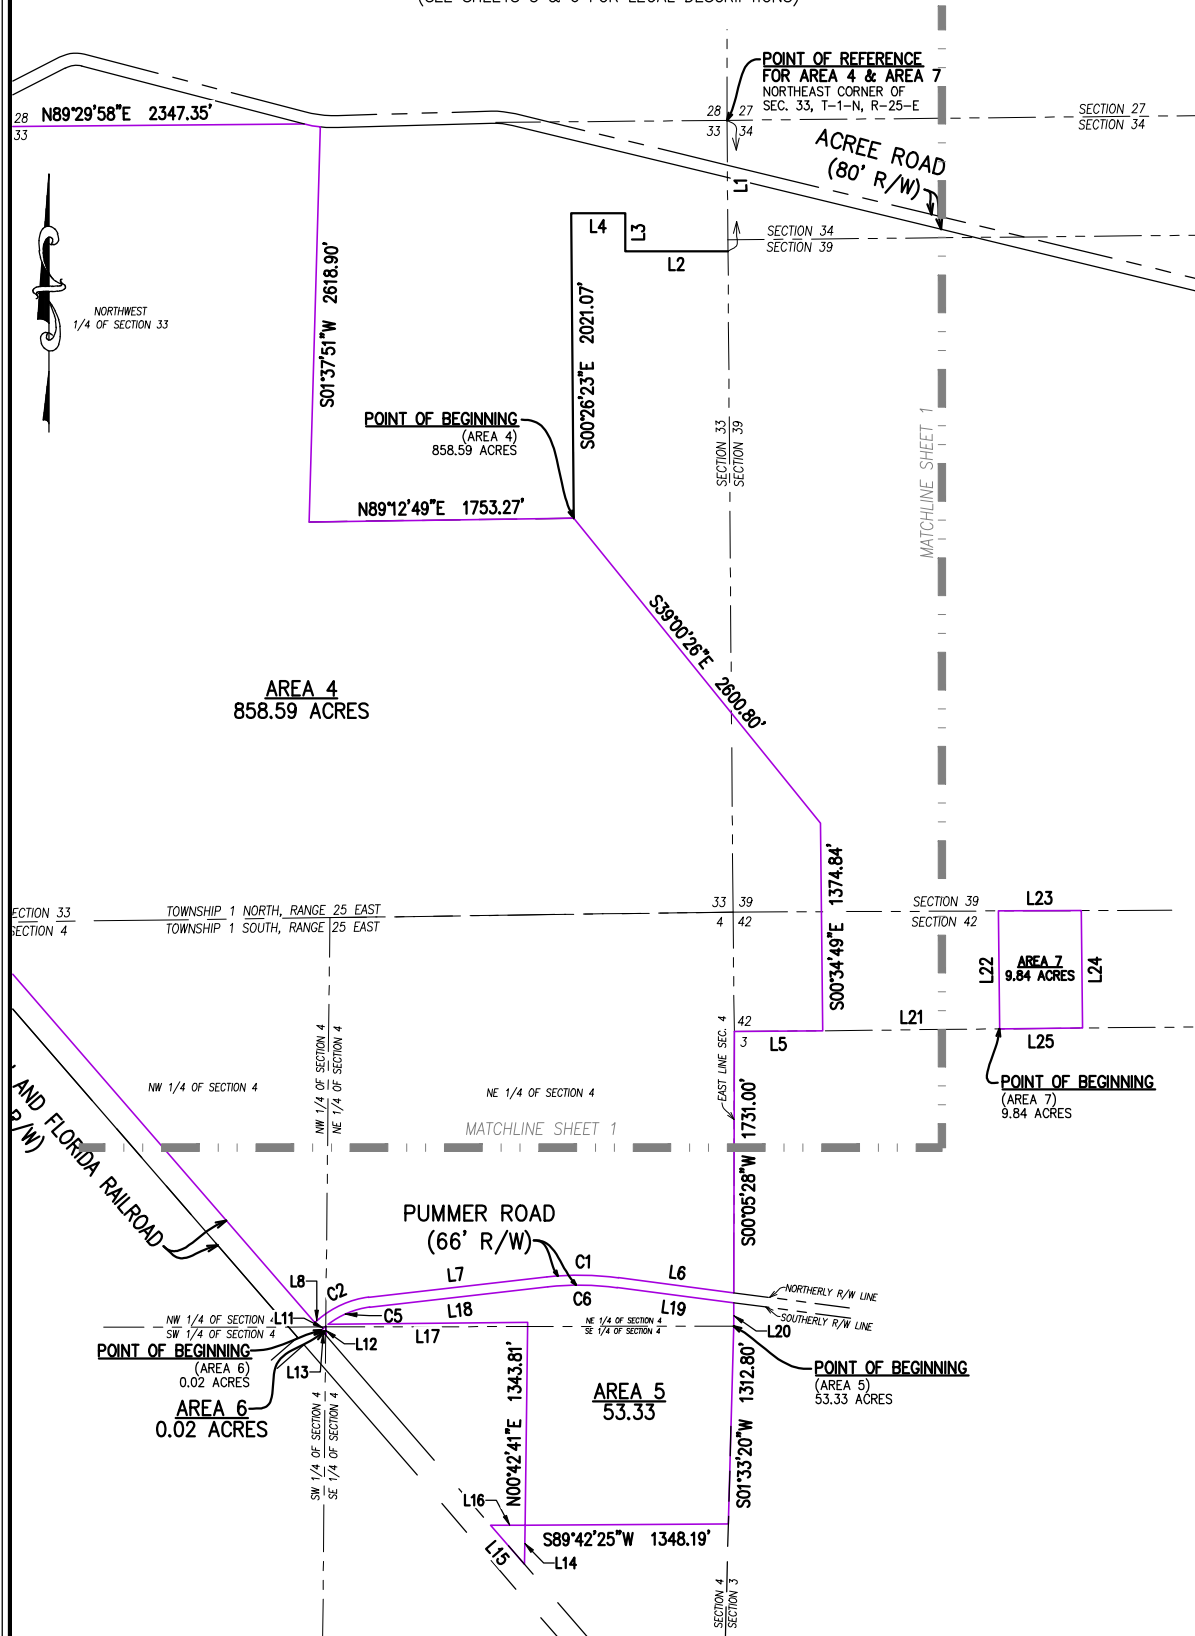 28 27
33 34
POINT OF REFERENCE
FOR AREA 4 & AREA 7
NORTHEAST CORNER OF
SEC. 33, T-1-N, R-25-E
SECTION 27
SECTION 34
28
33
N89°29'58"E 2347.35'
ACREE ROAD
(80' R/W)
L1
L4
L3
L2
SECTION 34
SECTION 39
S01°37'51"W 2618.90'
S00°26'23"E 2021.07'
NORTHWEST
1/4 OF SECTION 33
POINT OF BEGINNING
(AREA 4)
858.59 ACRES
SECTION 33
SECTION 39
MATCHLINE SHEET 1
N89°12'49"E 1753.27'
S39°00'26"E 2600.80'
AREA 4
858.59 ACRES
S00°34'49"E 1374.84'
ECTION 33
SECTION 4
TOWNSHIP 1 NORTH, RANGE 25 EAST
TOWNSHIP 1 SOUTH, RANGE 25 EAST
33 39
4 42
SECTION 39
SECTION 42
L23
L22
AREA 7
9.84 ACRES
L24
L21
L25
42
3
L5
EAST LINE SEC. 4
NW 1/4 OF SECTION 4
NE 1/4 OF SECTION 4
NW 1/4 OF SECTION 4
NE 1/4 OF SECTION 4
POINT OF BEGINNING
(AREA 7)
9.84 ACRES
AND FLORIDA RAILROAD
R/W)
MATCHLINE SHEET 1
S00°05'28"W 1731.00'
PUMMER ROAD
(66' R/W)
C1
L7
L6
C6
L8
C2
L18
L19
C5
NORTHERLY R/W LINE
SOUTHERLY R/W LINE
L11
NW 1/4 OF SECTION 4
SW 1/4 OF SECTION 4
NE 1/4 OF SECTION 4
SE 1/4 OF SECTION 4
L17
L12
L20
L13
POINT OF BEGINNING
(AREA 6)
0.02 ACRES
POINT OF BEGINNING
(AREA 5)
53.33 ACRES
AREA 6
0.02 ACRES
AREA 5
53.33
N00°42'41"E 1343.81'
S01°33'20"W 1312.80'
SW 1/4 OF SECTION 4
SE 1/4 OF SECTION 4
L16
S89°42'25"W 1348.19'
L15
L14
SECTION 4
SECTION 3